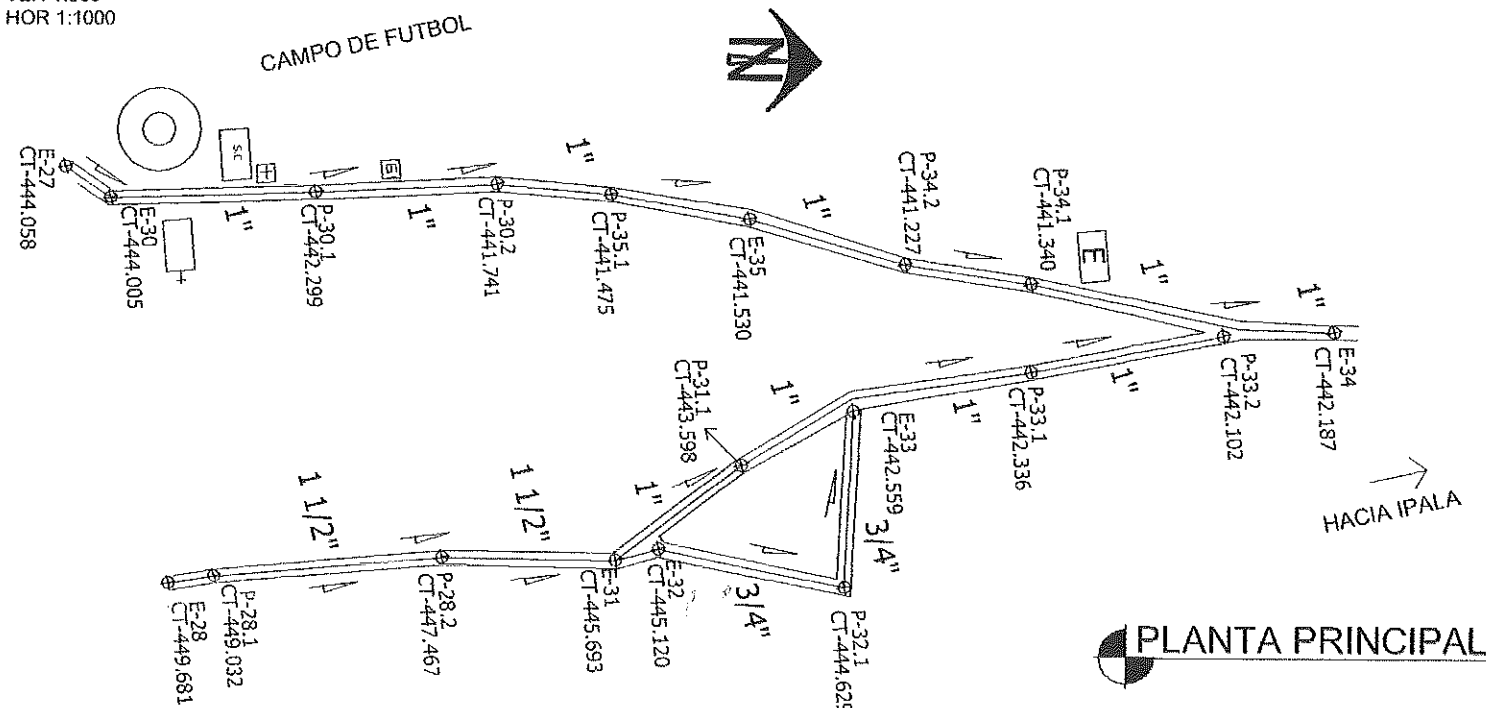 HOR 1:1000
CAMPO DE FUTBOL
N
E-27
CT-444.058
E-30
CT-444.005
S.C
1"
P-30.1
CT-442.299
1"
P-30.2
CT-441.741
1"
P-35.1
CT-441.475
E-35
CT-441.530
1"
P-34.2
CT-441.227
P-34.1
CT-441.340
E
1"
1"
E-34
CT-442.187
P-33.2
CT-442.102
HACIA IPALA
1"
P-33.1
CT-442.336
1"
E-33
CT-442.559
1"
P-31.1
CT-443.598
1"
3/4"
3/4"
P-32.1
CT-444.629
E-32
CT-445.120
E-31
CT-445.693
1 1/2"
P-28.2
CT-447.467
1 1/2"
P-28.1
CT-449.032
E-28
CT-449.681
PLANTA PRINCIPAL